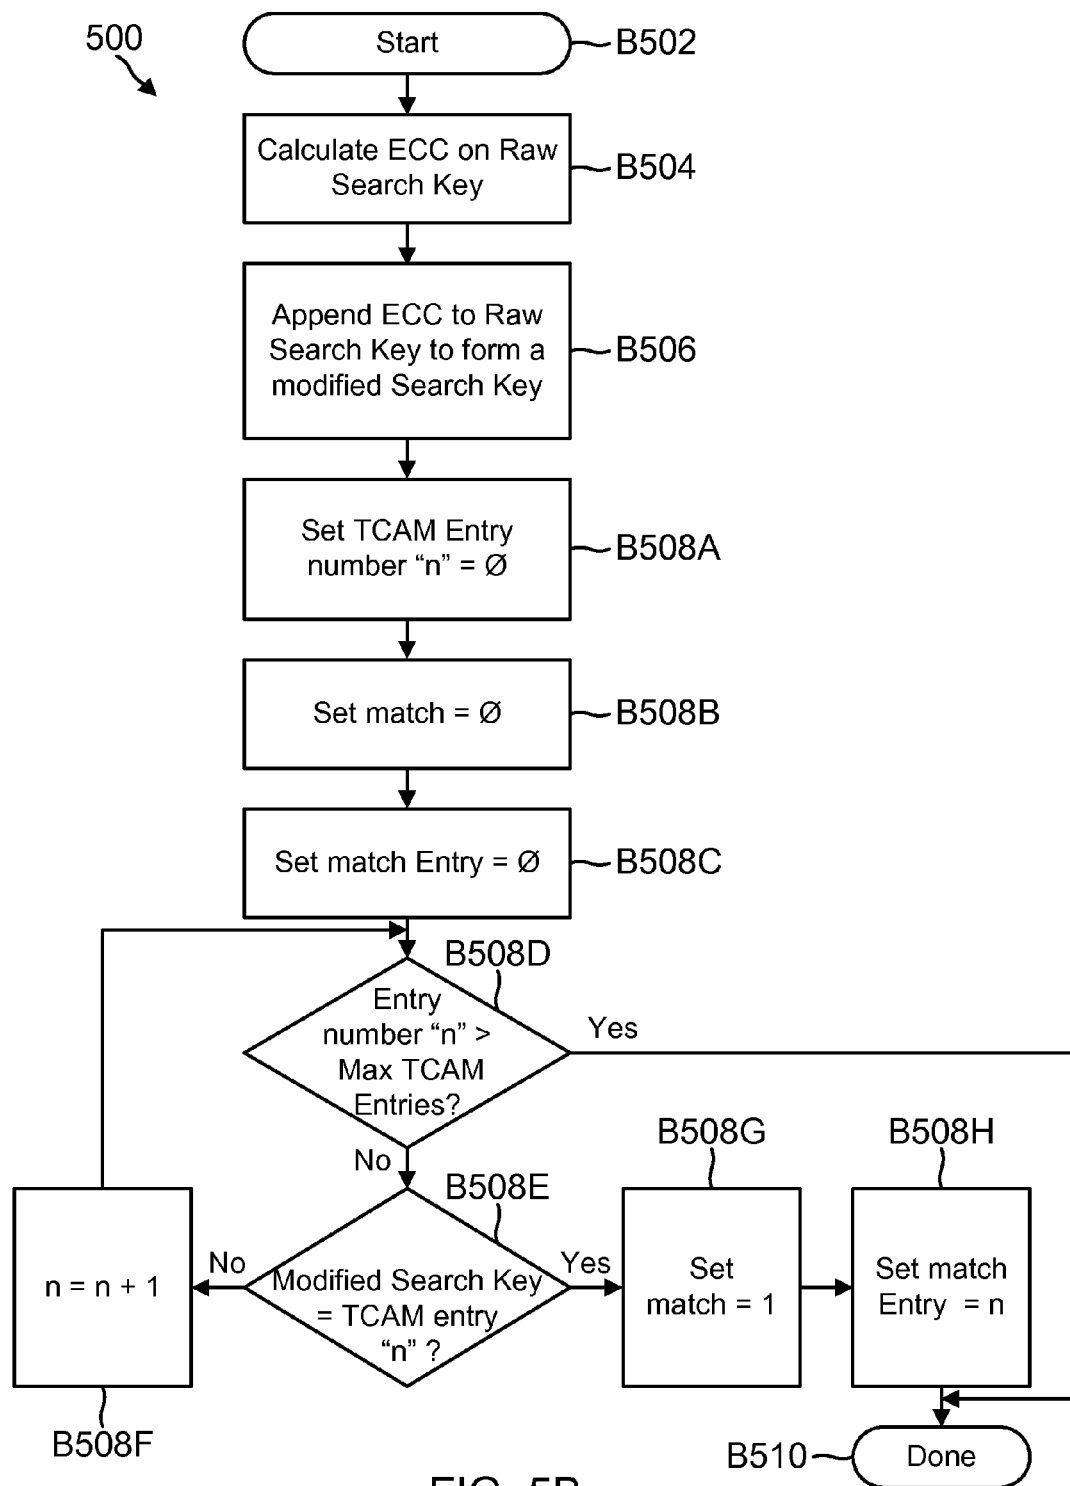 500
Start
B502
Calculate ECC on Raw
Search Key
B504
Append ECC to Raw
Search Key to form a
modified Search Key
B506
Set TCAM Entry
number “n” = Ø
B508A
Set match = Ø
B508B
Set match Entry = Ø
B508C
B508D
Entry
number “n” >
Max TCAM
Entries?
Yes
No
B508E
Modified Search Key
= TCAM entry
“n” ?
No
n = n + 1
B508F
Yes
B508G
Set
match = 1
B508H
Set match
Entry = n
B510
Done
FIG. 5B